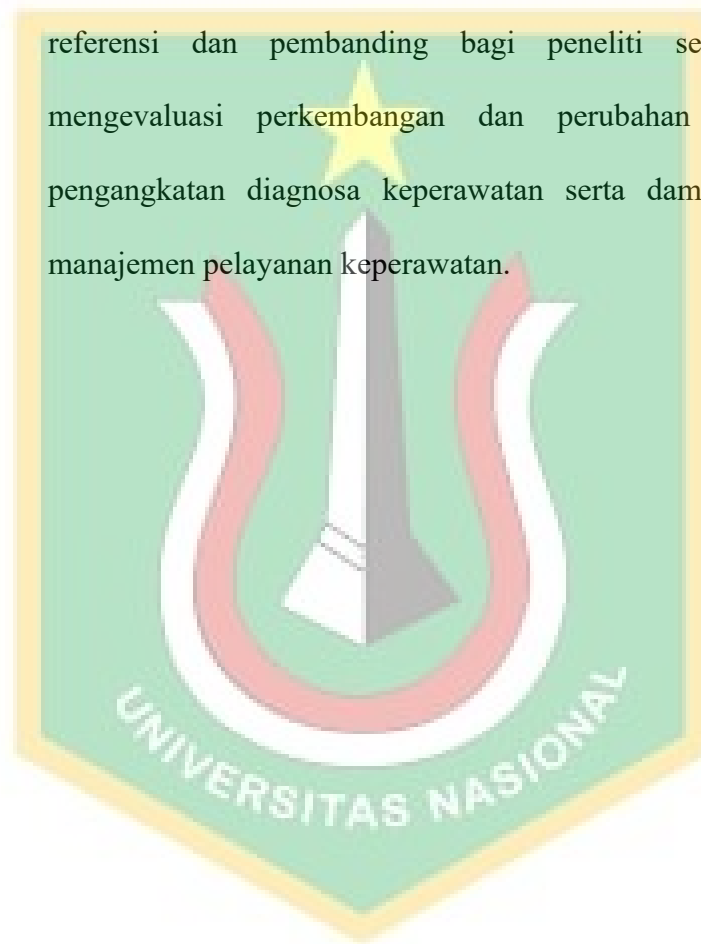 referensi dan pembanding bagi peneliti se
mengevaluasi perkembangan dan perubahan
pengangkatan diagnosa keperawatan serta dam
manajemen pelayanan keperawatan.
UNIVERSITAS NASIONAL